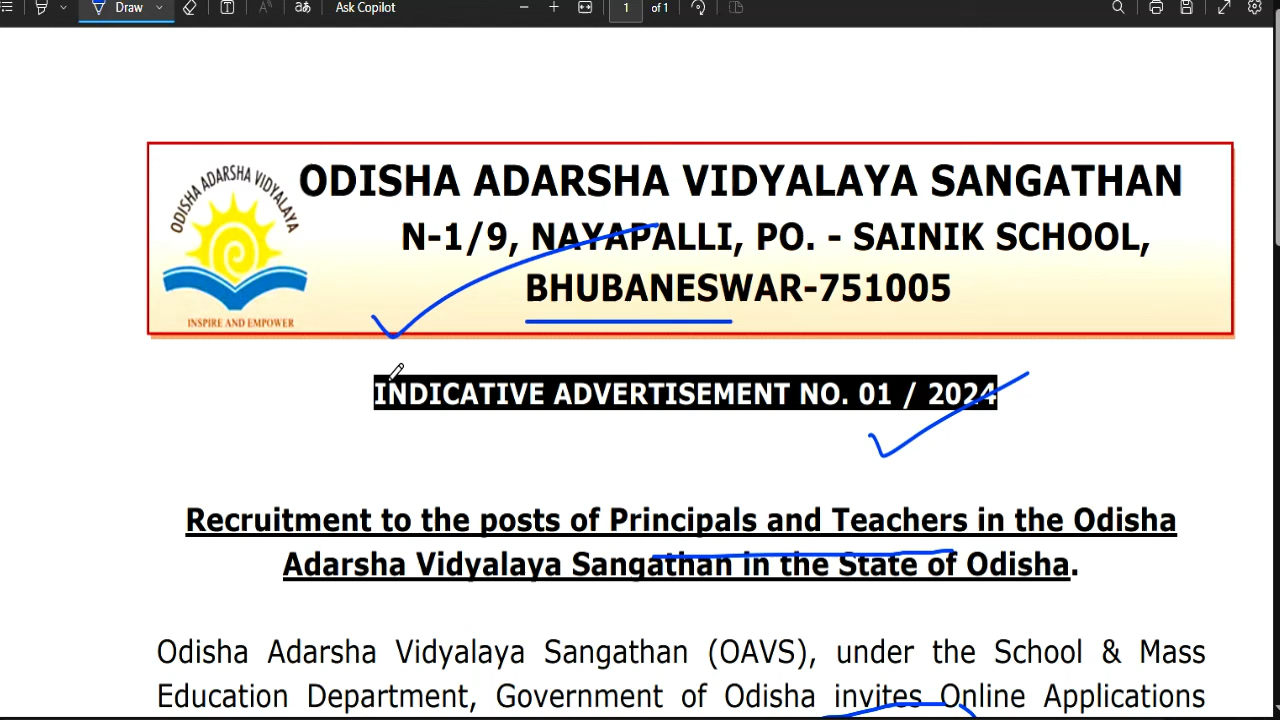 Draw
Ask Copilot
1 of 1
ODISHA ADARSHA VIDYALAYA
INSPIRE AND EMPOWER
ODISHA ADARSHA VIDYALAYA SANGATHAN
N-1/9, NAYAPALLI, PO. - SAINIK SCHOOL,
BHUBANESWAR-751005
INDICATIVE ADVERTISEMENT NO. 01 / 2024
Recruitment to the posts of Principals and Teachers in the Odisha
Adarsha Vidyalaya Sangathan in the State of Odisha.
Odisha Adarsha Vidyalaya Sangathan (OAVS), under the School & Mass
Education Department, Government of Odisha invites Online Applications